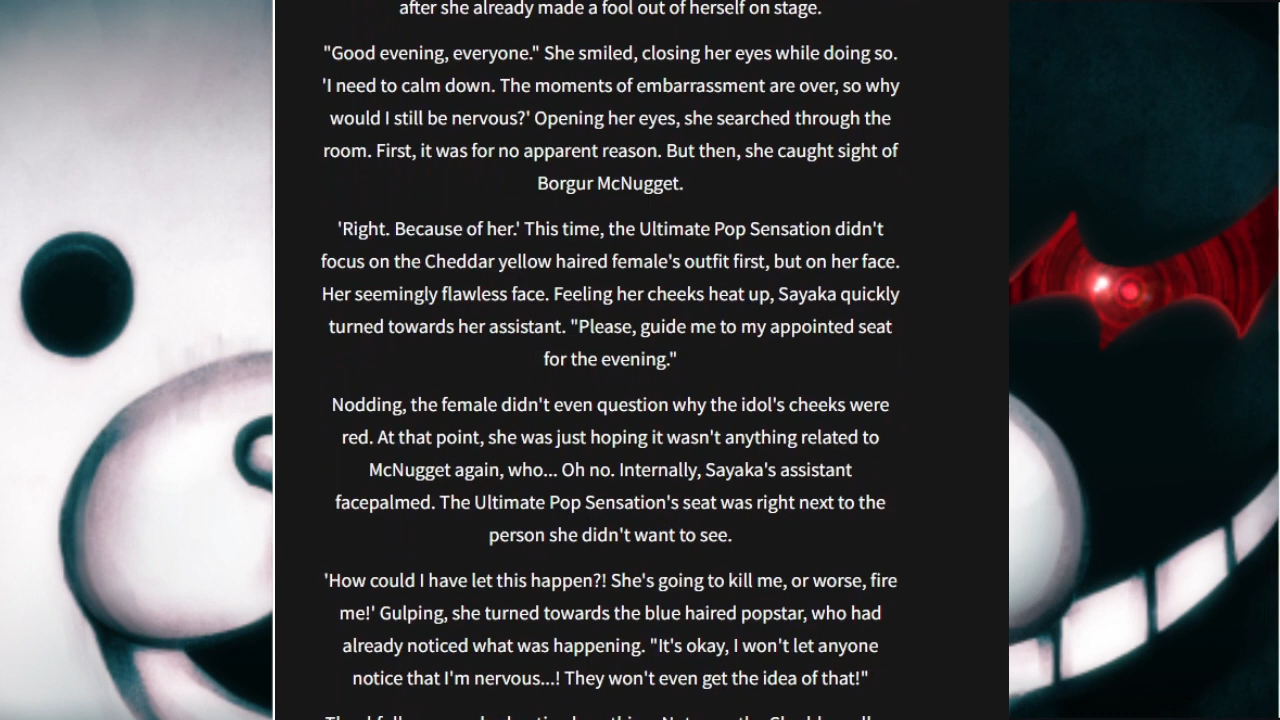 after she already made a fool out of herself on stage.
"Good evening, everyone." She smiled, closing her eyes while doing so.
'I need to calm down. The moments of embarrassment are over, so why
would I still be nervous?' Opening her eyes, she searched through the
room. First, it was for no apparent reason. But then, she caught sight of
Borgur McNugget.
'Right. Because of her.' This time, the Ultimate Pop Sensation didn't
focus on the Cheddar yellow haired female's outfit first, but on her face.
Her seemingly flawless face. Feeling her cheeks heat up, Sayaka quickly
turned towards her assistant. "Please, guide me to my appointed seat
for the evening."
Nodding, the female didn't even question why the idol's cheeks were
red. At that point, she was just hoping it wasn't anything related to
McNugget again, who... Oh no. Internally, Sayaka's assistant
facepalmed. The Ultimate Pop Sensation's seat was right next to the
person she didn't want to see.
'How could I have let this happen?! She's going to kill me, or worse, fire
me!' Gulping, she turned towards the blue haired popstar, who had
already noticed what was happening. "It's okay, I won't let anyone
notice that I'm nervous...! They won't even get the idea of that!"